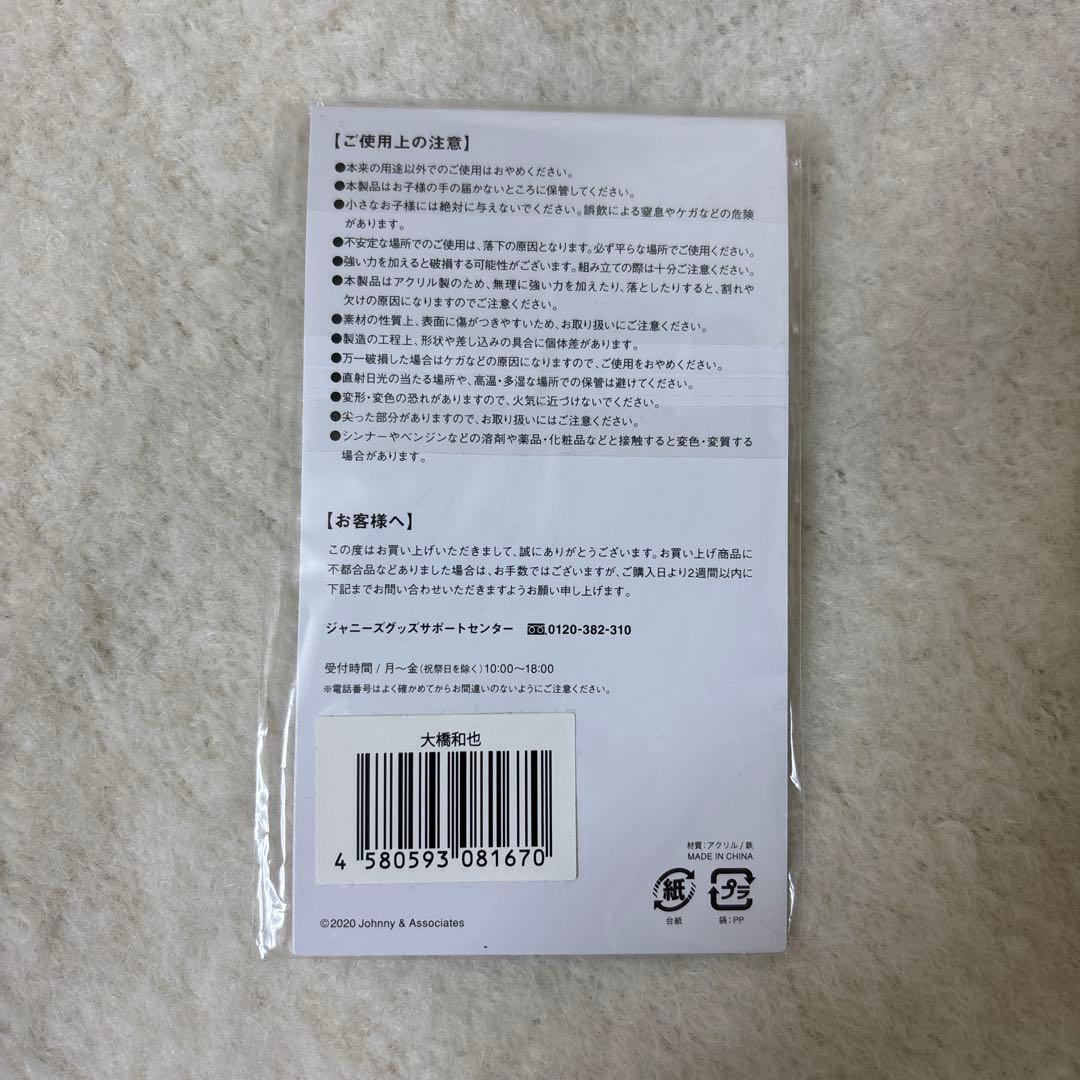 【ご使用上の注意】
●本来の用途以外でのご使用はおやめください。
●本製品はお子様の手の届かないところに保管してください。
●小さなお子様には絶対に与えないでください。誤飲による窒息やケガなどの危険
があります。
●不安定な場所でのご使用は、落下の原因となります。必ず平らな場所でご使用ください。
●強い力を加えると破損する可能性がございます。組み立ての際は十分ご注意ください。
●本製品はアクリル製のため、無理に強い力を加えたり、落としたりすると、割れや
欠けの原因になりますのでご注意ください。
●素材の性質上、表面に傷がつきやすいため、お取り扱いにご注意ください。
●製造の工程上、形状や差し込みの具合に個体差があります。
●万一破損した場合はケガなどの原因になりますので、ご使用をおやめください。
●直射日光の当たる場所や、高温・多湿な場所での保管は避けてください。
●変形・変色の恐れがありますので、火気に近づけないでください。
●尖った部分がありますので、お取り扱いにはご注意ください。
●シンナーやベンジンなどの溶剤や薬品・化粧品などと接触すると変色・変質する
場合があります。
【お客様へ】
この度はお買い上げいただきまして、誠にありがとうございます。お買い上げ商品に
不都合品などありました場合は、お手数ではございますが、ご購入日より2週間以内に
下記までお問い合わせいただきますようお願い申し上げます。
ジャニーズグッズサポートセンター 0120-382-310
受付時間 / 月～金(祝祭日を除く)10:00～18:00
※電話番号はよく確かめてからお間違いのないようにご注意ください。
大橋和也
4 580593 081670
材質:アクリル / 鉄
MADE IN CHINA
紙 プラ
台紙 袋:PP
©2020 Johnny & Associates